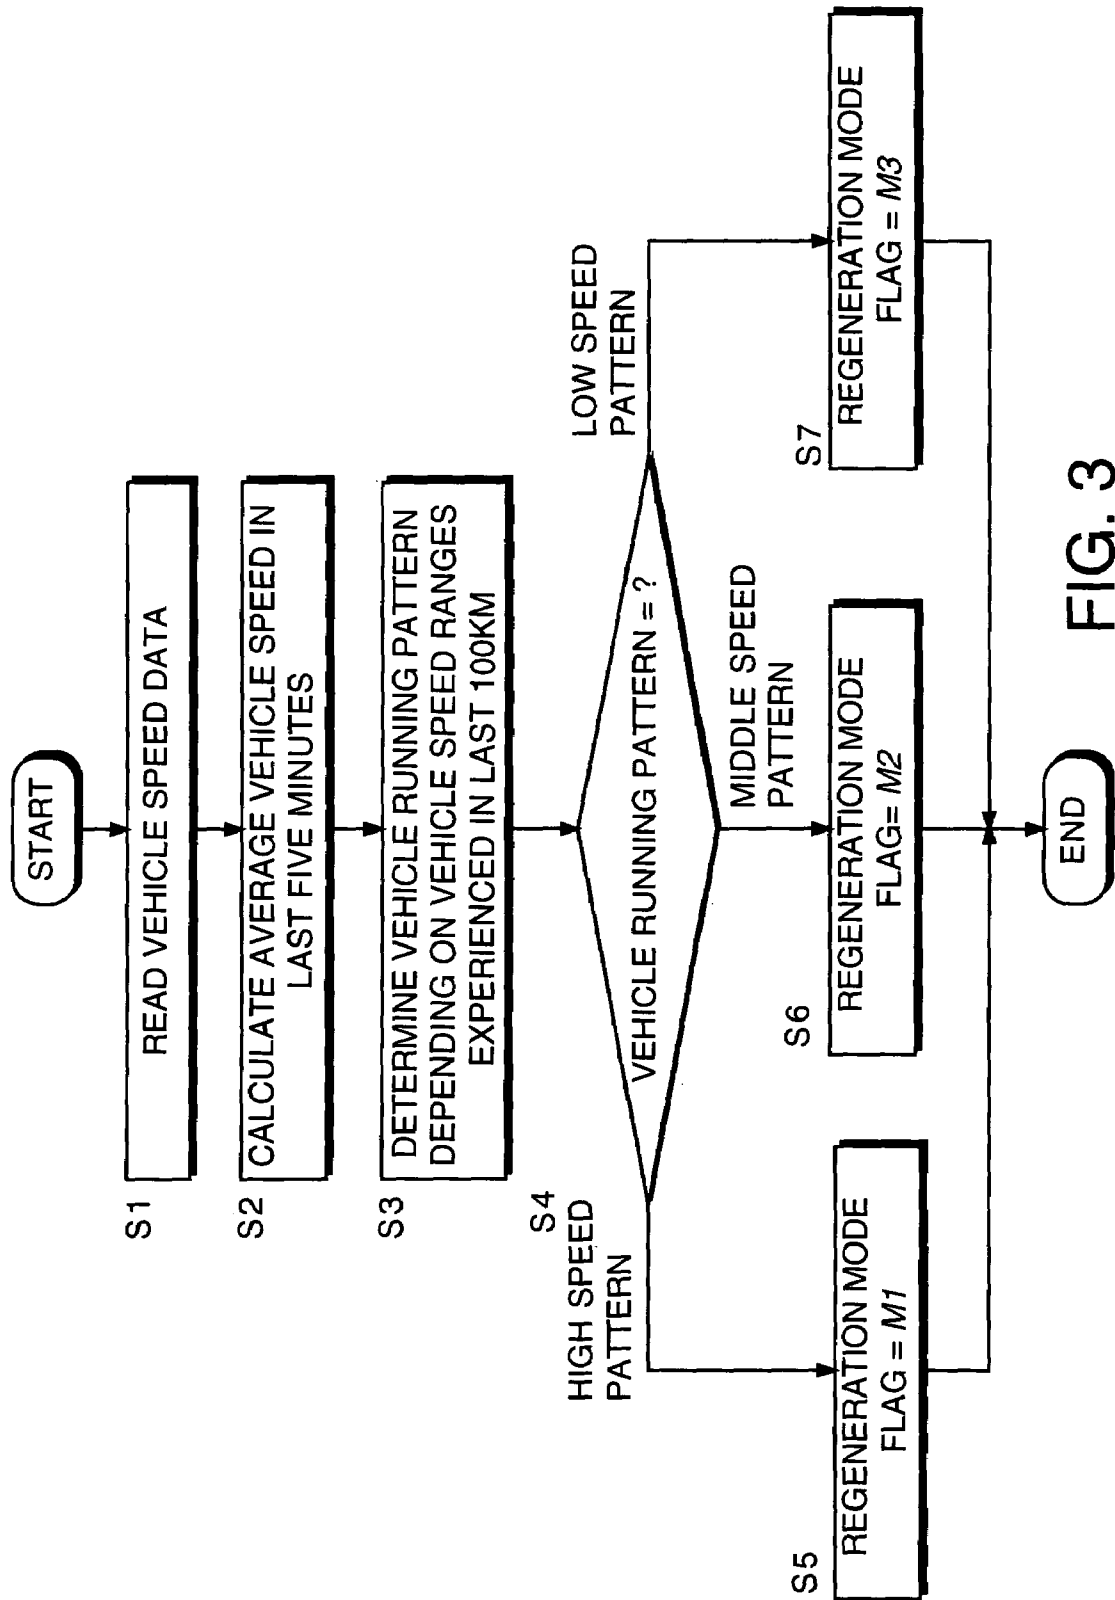 START
S1
READ VEHICLE SPEED DATA
S2
CALCULATE AVERAGE VEHICLE SPEED IN
LAST FIVE MINUTES
S3
DETERMINE VEHICLE RUNNING PATTERN
DEPENDING ON VEHICLE SPEED RANGES
EXPERIENCED IN LAST 100KM
S4
VEHICLE RUNNING PATTERN = ?
HIGH SPEED
PATTERN
MIDDLE SPEED
PATTERN
LOW SPEED
PATTERN
S5
REGENERATION MODE
FLAG = M1
S6
REGENERATION MODE
FLAG= M2
S7
REGENERATION MODE
FLAG = M3
END
FIG. 3